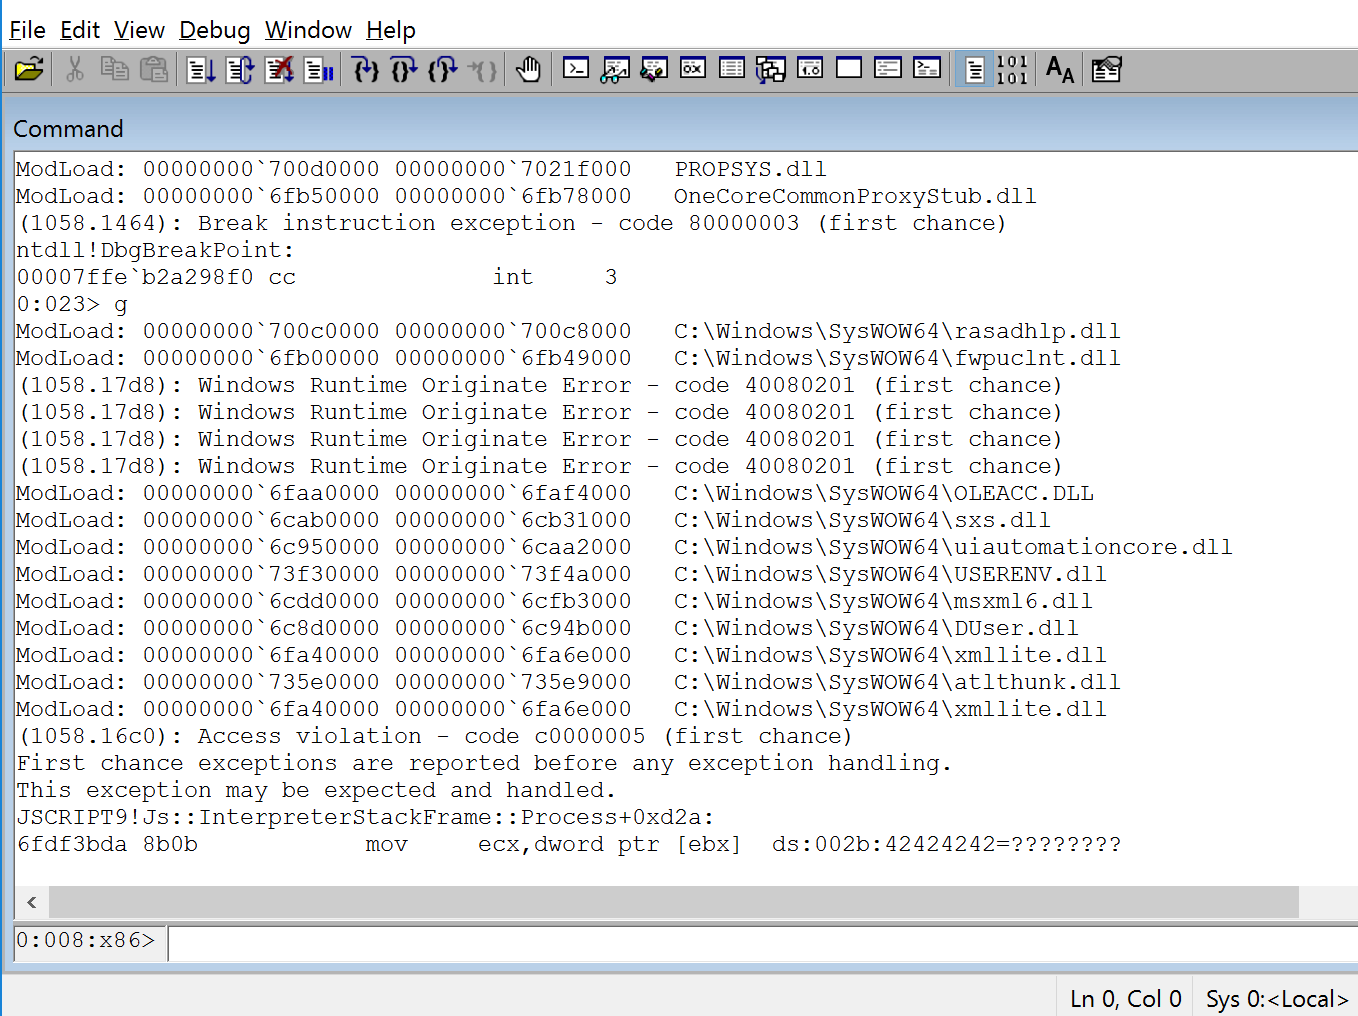 File Edit View Debug Window Help
Command
ModLoad: 00000000`700d0000 00000000`7021f000   PROPSYS.dll
ModLoad: 00000000`6fb50000 00000000`6fb78000   OneCoreCommonProxyStub.dll
(1058.1464): Break instruction exception - code 80000003 (first chance)
ntdll!DbgBreakPoint:
00007ffe`b2a298f0 cc              int     3
0:023> g
ModLoad: 00000000`700c0000 00000000`700c8000   C:\Windows\SysWOW64\rasadhlp.dll
ModLoad: 00000000`6fb00000 00000000`6fb49000   C:\Windows\SysWOW64\fwpuclnt.dll
(1058.17d8): Windows Runtime Originate Error - code 40080201 (first chance)
(1058.17d8): Windows Runtime Originate Error - code 40080201 (first chance)
(1058.17d8): Windows Runtime Originate Error - code 40080201 (first chance)
(1058.17d8): Windows Runtime Originate Error - code 40080201 (first chance)
ModLoad: 00000000`6faa0000 00000000`6faf4000   C:\Windows\SysWOW64\OLEACC.DLL
ModLoad: 00000000`6cab0000 00000000`6cb31000   C:\Windows\SysWOW64\sxs.dll
ModLoad: 00000000`6c950000 00000000`6caa2000   C:\Windows\SysWOW64\uiautomationcore.dll
ModLoad: 00000000`73f30000 00000000`73f4a000   C:\Windows\SysWOW64\USERENV.dll
ModLoad: 00000000`6cdd0000 00000000`6cfb3000   C:\Windows\SysWOW64\msxml6.dll
ModLoad: 00000000`6c8d0000 00000000`6c94b000   C:\Windows\SysWOW64\DUser.dll
ModLoad: 00000000`6fa40000 00000000`6fa6e000   C:\Windows\SysWOW64\xmllite.dll
ModLoad: 00000000`735e0000 00000000`735e9000   C:\Windows\SysWOW64\atlthunk.dll
ModLoad: 00000000`6fa40000 00000000`6fa6e000   C:\Windows\SysWOW64\xmllite.dll
(1058.16c0): Access violation - code c0000005 (first chance)
First chance exceptions are reported before any exception handling.
This exception may be expected and handled.
JSCRIPT9!Js::InterpreterStackFrame::Process+0xd2a:
6fdf3bda 8b0b            mov     ecx,dword ptr [ebx]  ds:002b:42424242=????????
0:008:x86>
Ln 0, Col 0 Sys 0:<Local>